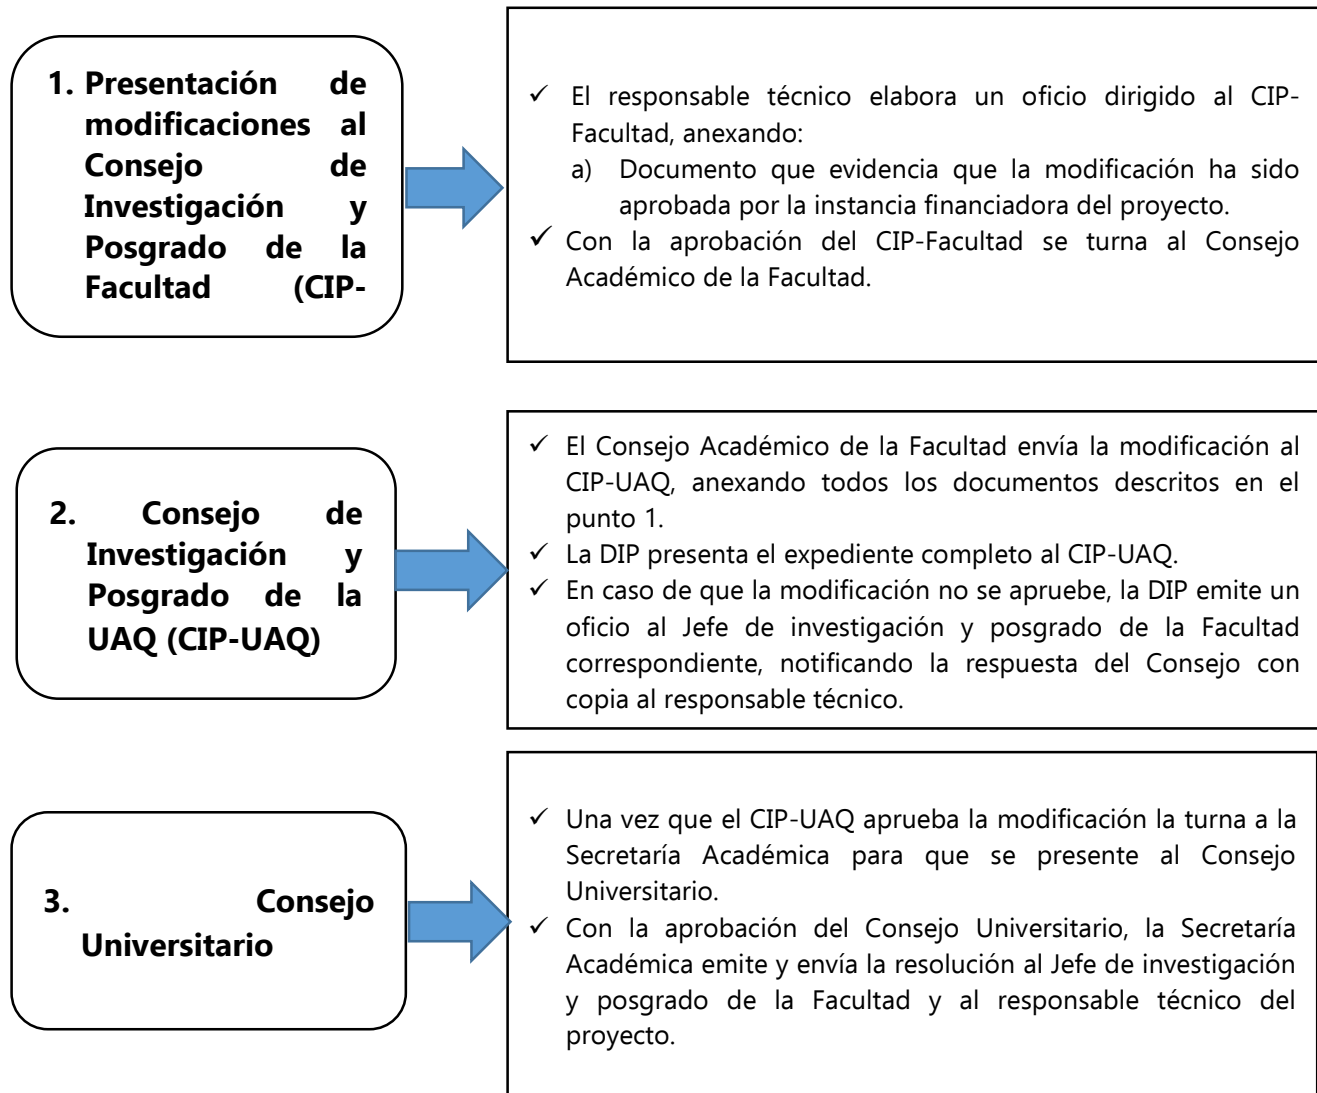 1. Presentación de
modificaciones al
Consejo de
Investigación y
Posgrado de la
Facultad (CIP-
✓ El responsable técnico elabora un oficio dirigido al CIP-
Facultad, anexando:
a) Documento que evidencia que la modificación ha sido
aprobada por la instancia financiadora del proyecto.
✓ Con la aprobación del CIP-Facultad se turna al Consejo
Académico de la Facultad.
2. Consejo de
Investigación y
Posgrado de la
UAQ (CIP-UAQ)
✓ El Consejo Académico de la Facultad envía la modificación al
CIP-UAQ, anexando todos los documentos descritos en el
punto 1.
✓ La DIP presenta el expediente completo al CIP-UAQ.
✓ En caso de que la modificación no se apruebe, la DIP emite un
oficio al Jefe de investigación y posgrado de la Facultad
correspondiente, notificando la respuesta del Consejo con
copia al responsable técnico.
3. Consejo
Universitario
✓ Una vez que el CIP-UAQ aprueba la modificación la turna a la
Secretaría Académica para que se presente al Consejo
Universitario.
✓ Con la aprobación del Consejo Universitario, la Secretaría
Académica emite y envía la resolución al Jefe de investigación
y posgrado de la Facultad y al responsable técnico del
proyecto.